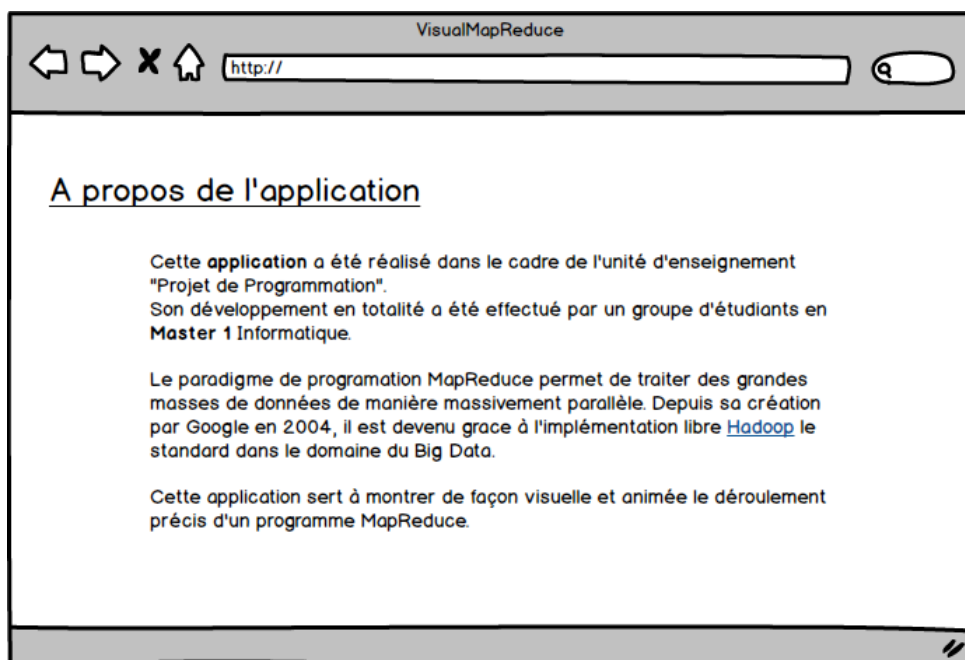 VisualMapReduce
http://
A propos de l'application
Cette application a été réalisé dans le cadre de l'unité d'enseignement
"Projet de Programmation".
Son développement en totalité a été effectué par un groupe d'étudiants en
Master 1 Informatique.
Le paradigme de programation MapReduce permet de traiter des grandes
masses de données de manière massivement parallèle. Depuis sa création
par Google en 2004, il est devenu grace à l'implémentation libre Hadoop le
standard dans le domaine du Big Data.
Cette application sert à montrer de façon visuelle et animée le déroulement
précis d'un programme MapReduce.